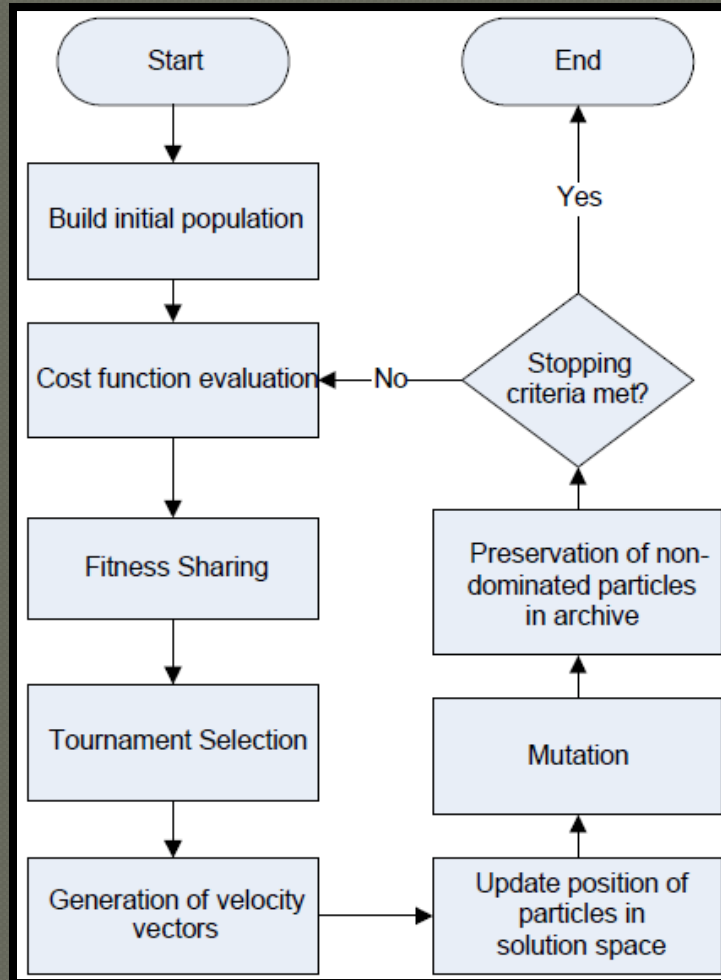 Start
Build initial population
Cost function evaluation
Fitness Sharing
Tournament Selection
Generation of velocity
vectors
Update position of
particles in
solution space
Mutation
Preservation of non-
dominated particles
in archive
Stopping
criteria met?
No
Yes
End